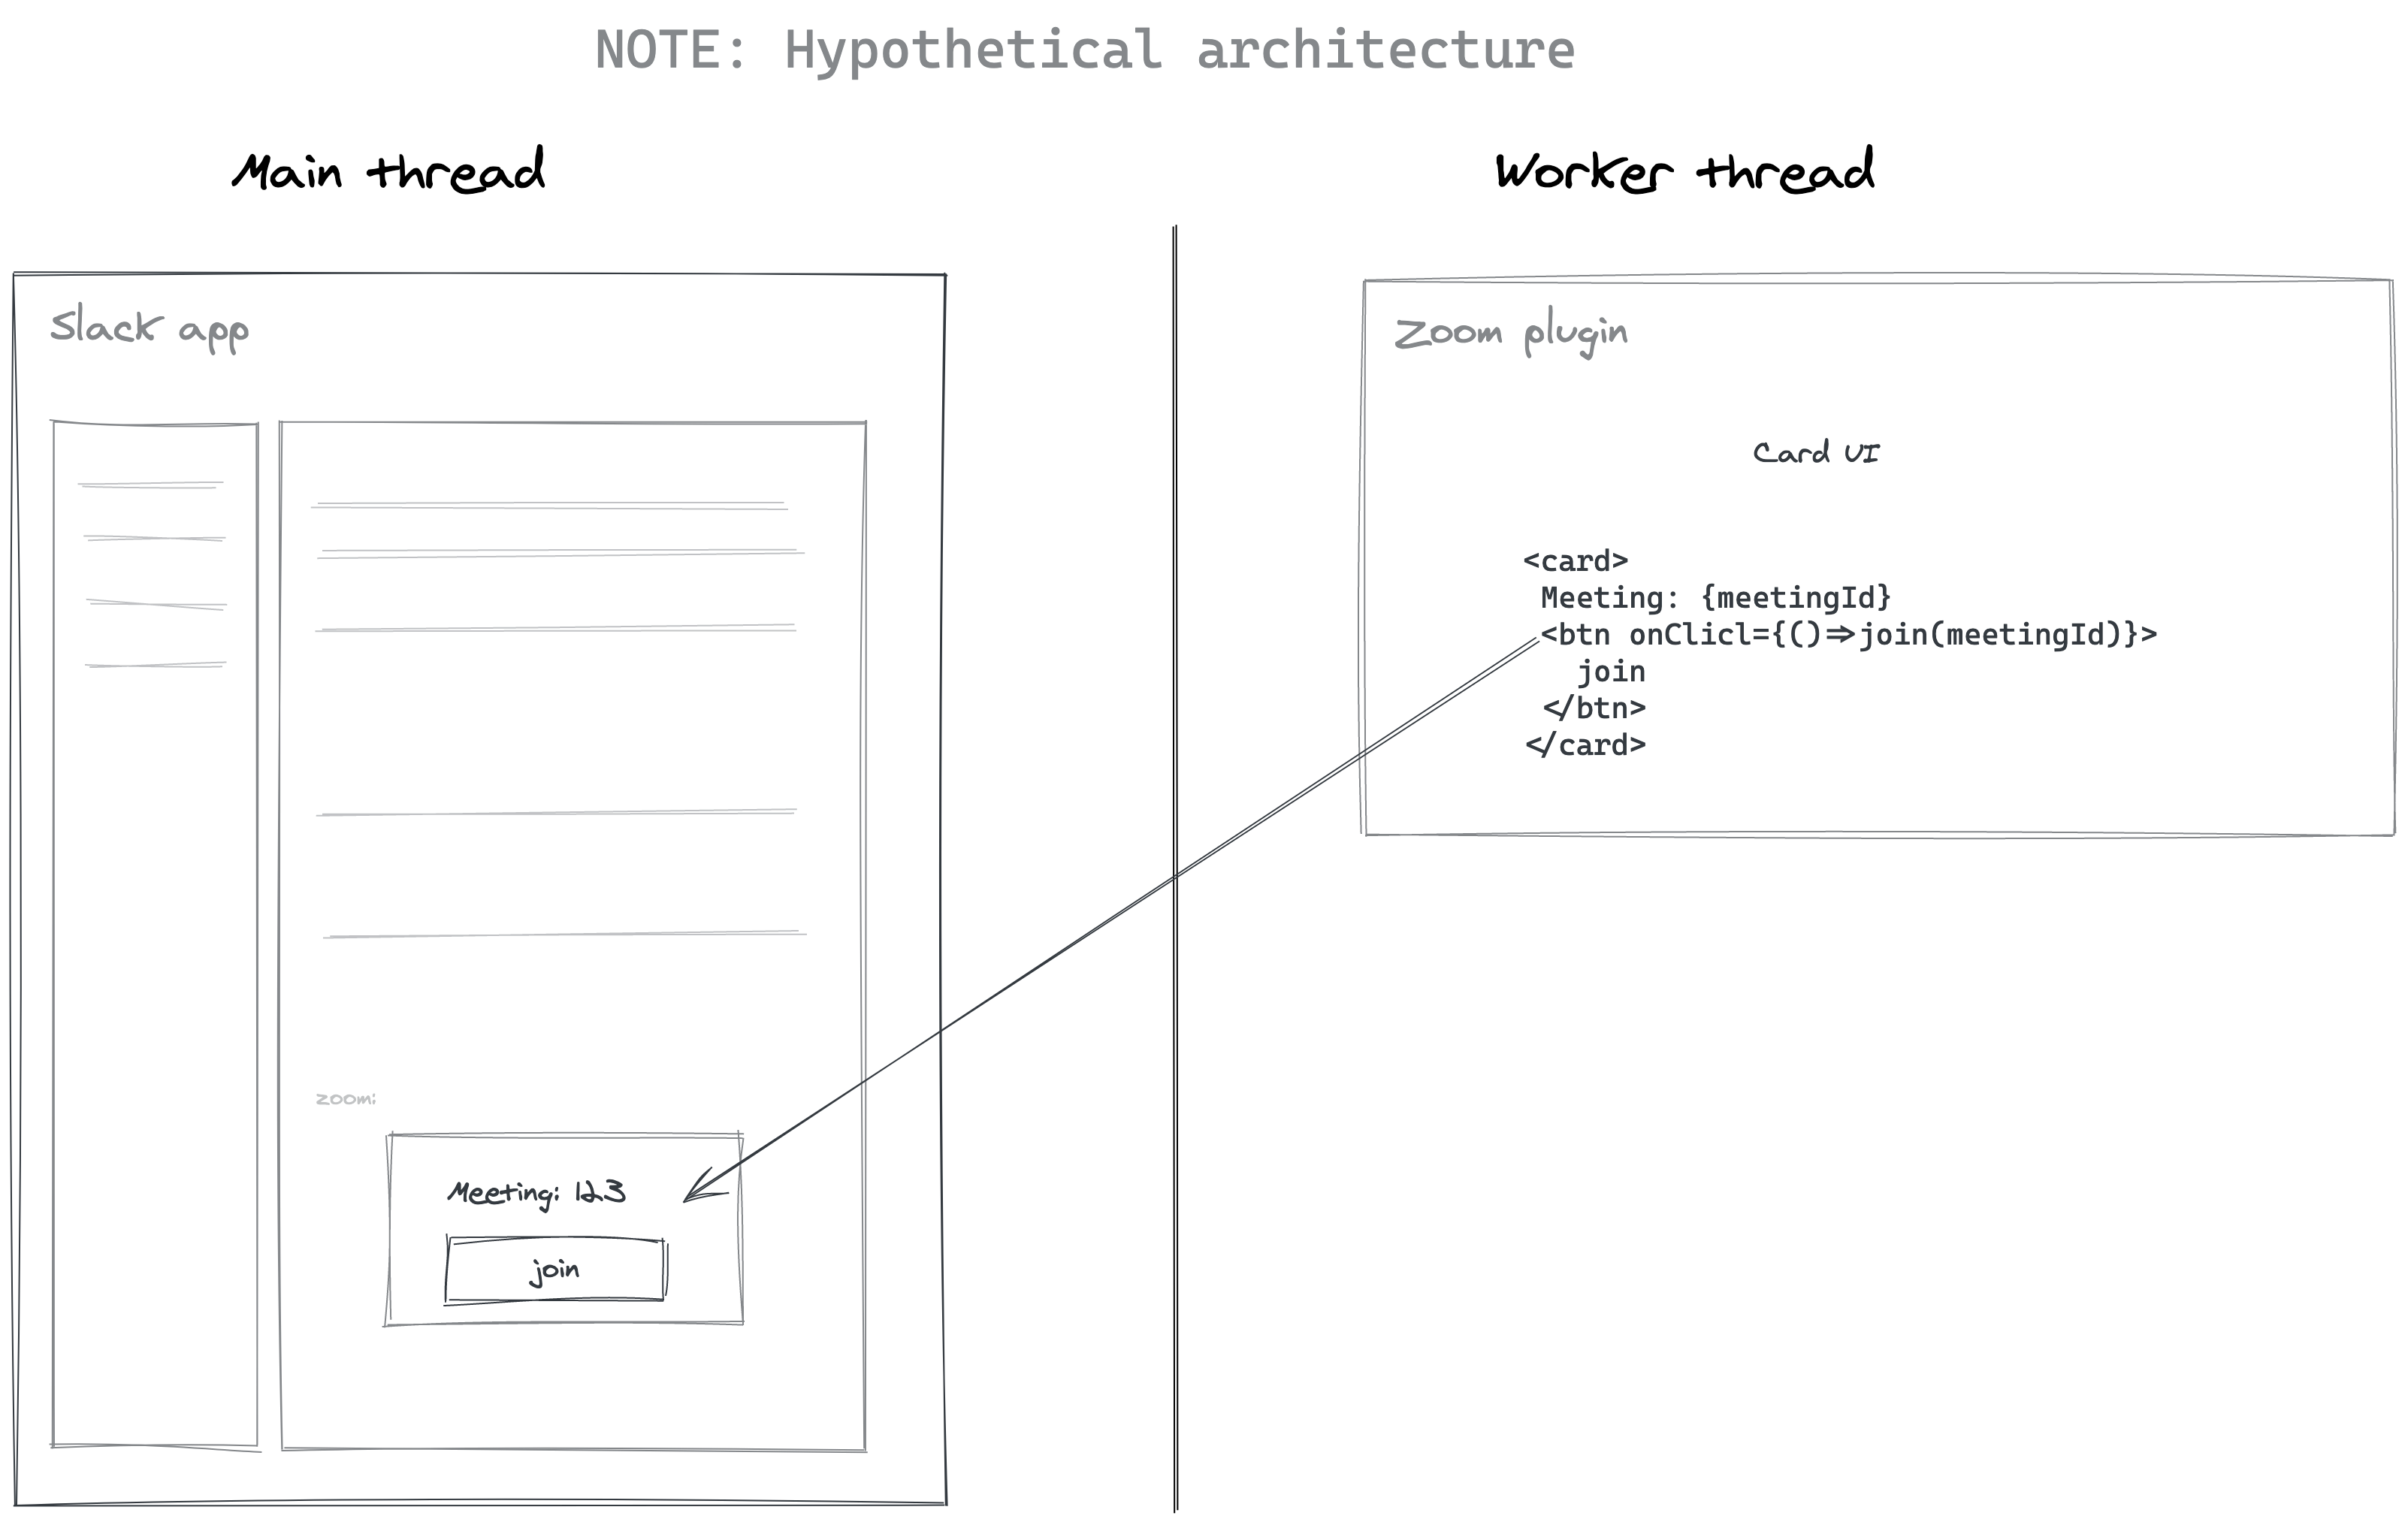 NOTE: Hypothetical architecture
Main thread
Worker thread
Slack app
Zoom plugin
Card UI
<card>
Meeting: {meetingId}
<btn onClicl={()=>join(meetingId)}>
join
</btn>
</card>
zoom:
Meeting: 123
join